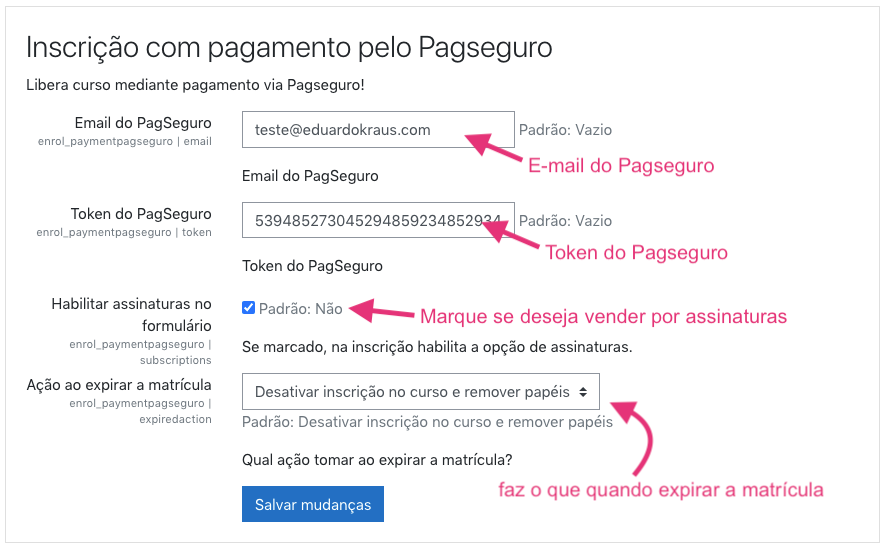 Inscrição com pagamento pelo Pagseguro
Libera curso mediante pagamento via Pagseguro!
Email do PagSeguro
enrol_paymentpagseguro | email
teste@eduardokraus.com
Padrão: Vazio
E-mail do Pagseguro
Email do PagSeguro
Token do PagSeguro
enrol_paymentpagseguro | token
539485273045294859234852934
Padrão: Vazio
Token do Pagseguro
Token do PagSeguro
Habilitar assinaturas no
formulário
enrol_paymentpagseguro |
subscriptions
Padrão: Não
Marque se deseja vender por assinaturas
Se marcado, na inscrição habilita a opção de assinaturas.
Ação ao expirar a matrícula
enrol_paymentpagseguro |
expiredaction
Desativar inscrição no curso e remover papéis
Padrão: Desativar inscrição no curso e remover papéis
Qual ação tomar ao expirar a matrícula?
faz o que quando expirar a matrícula
Salvar mudanças